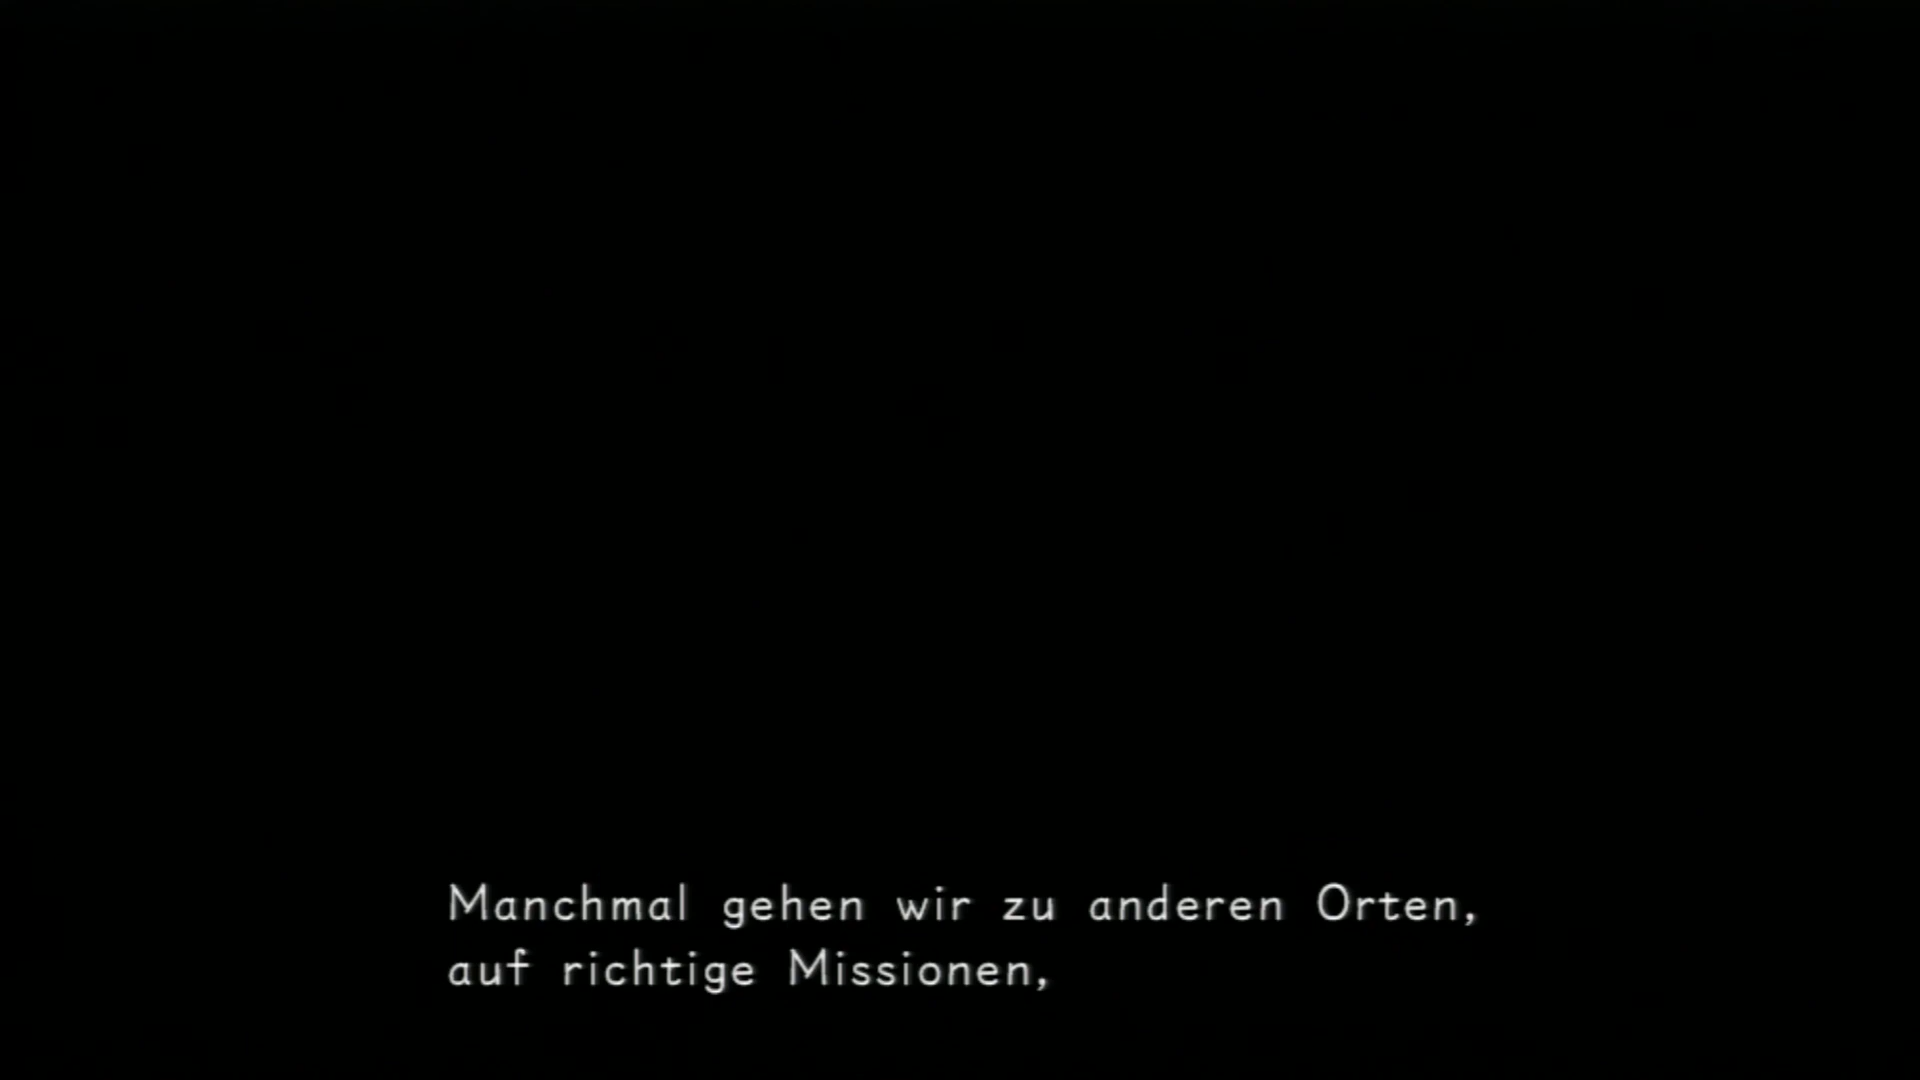 Manchmal gehen wir zu anderen Orten,
auf richtige Missionen,